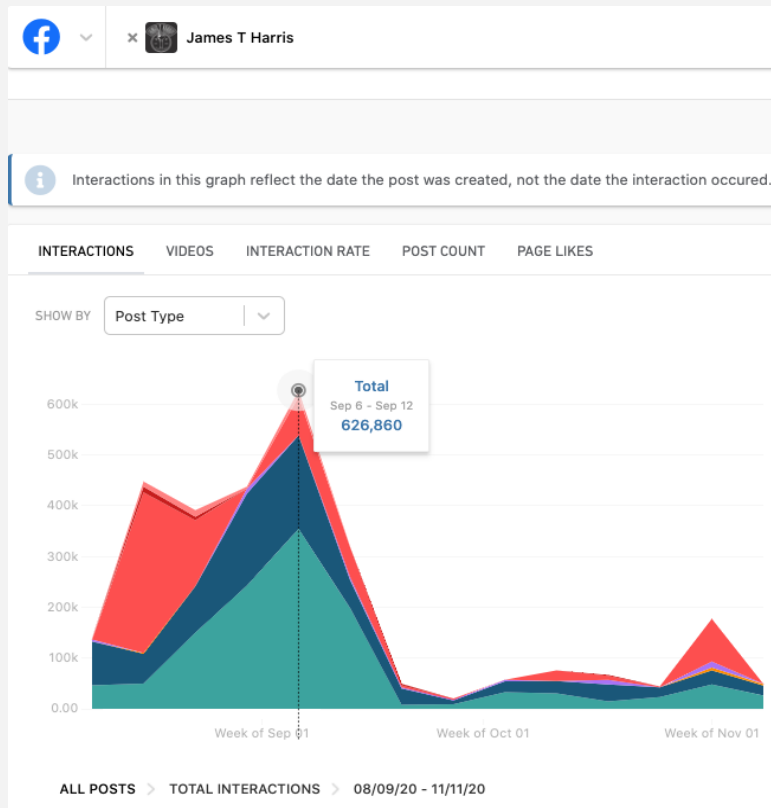 James T Harris
Interactions in this graph reflect the date the post was created, not the date the interaction occured.
INTERACTIONS VIDEOS INTERACTION RATE POST COUNT PAGE LIKES
SHOW BY Post Type
Total
Sep 6 - Sep 12
626,860
600k
500k
400k
300k
200k
100k
0.00
Week of Sep 01 Week of Oct 01 Week of Nov 01
ALL POSTS TOTAL INTERACTIONS 08/09/20 - 11/11/20